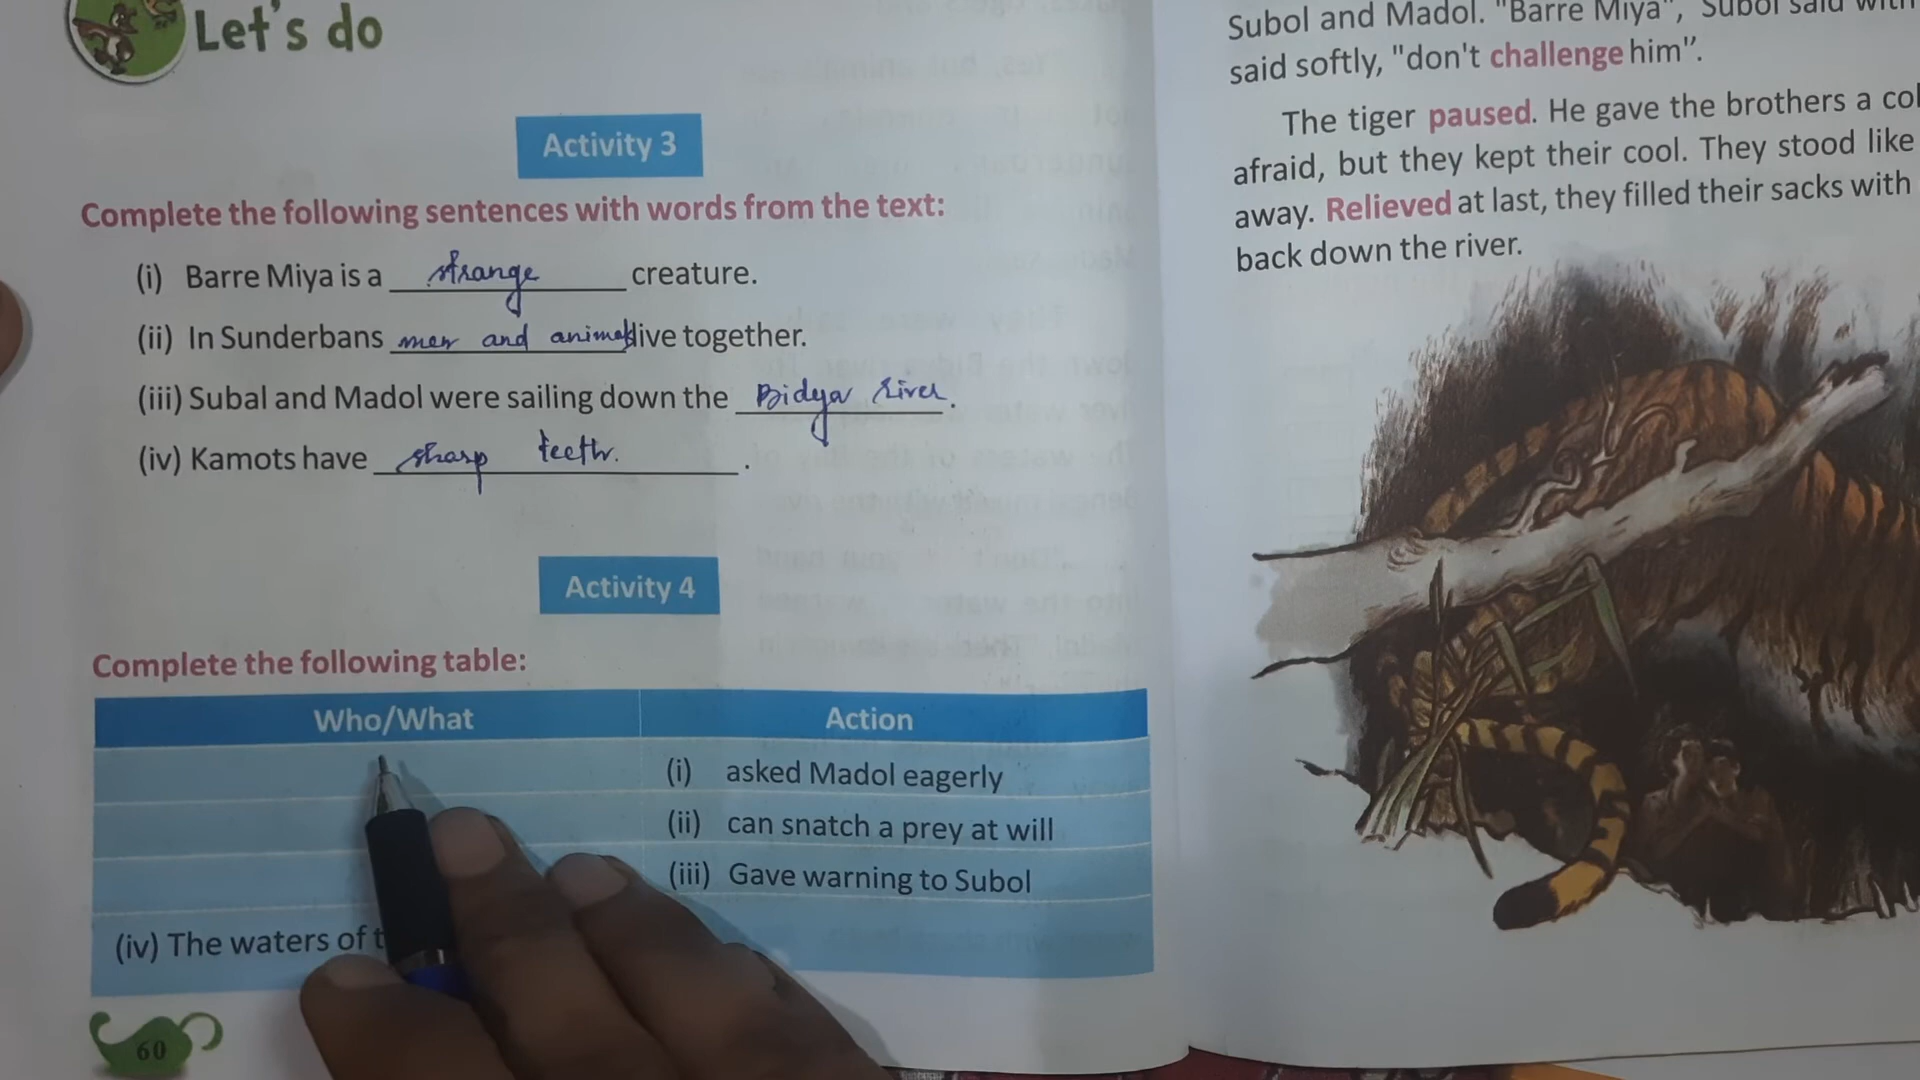 Let's do
Activity 3
Complete the following sentences with words from the text:
(i) Barre Miya is a strange creature.
(ii) In Sunderbans men and animals live together.
(iii) Subal and Madol were sailing down the Bidya River.
(iv) Kamots have sharp teeth.
Activity 4
Complete the following table:
Who/What Action
(i) asked Madol eagerly
(ii) can snatch a prey at will
(iii) Gave warning to Subol
(iv) The waters of
60
Subol and Madol. "Barre Miya", Subol said with
said softly, "don't challenge him".
The tiger paused. He gave the brothers a
afraid, but they kept their cool. They stood like
away. Relieved at last, they filled their sacks with
back down the river.